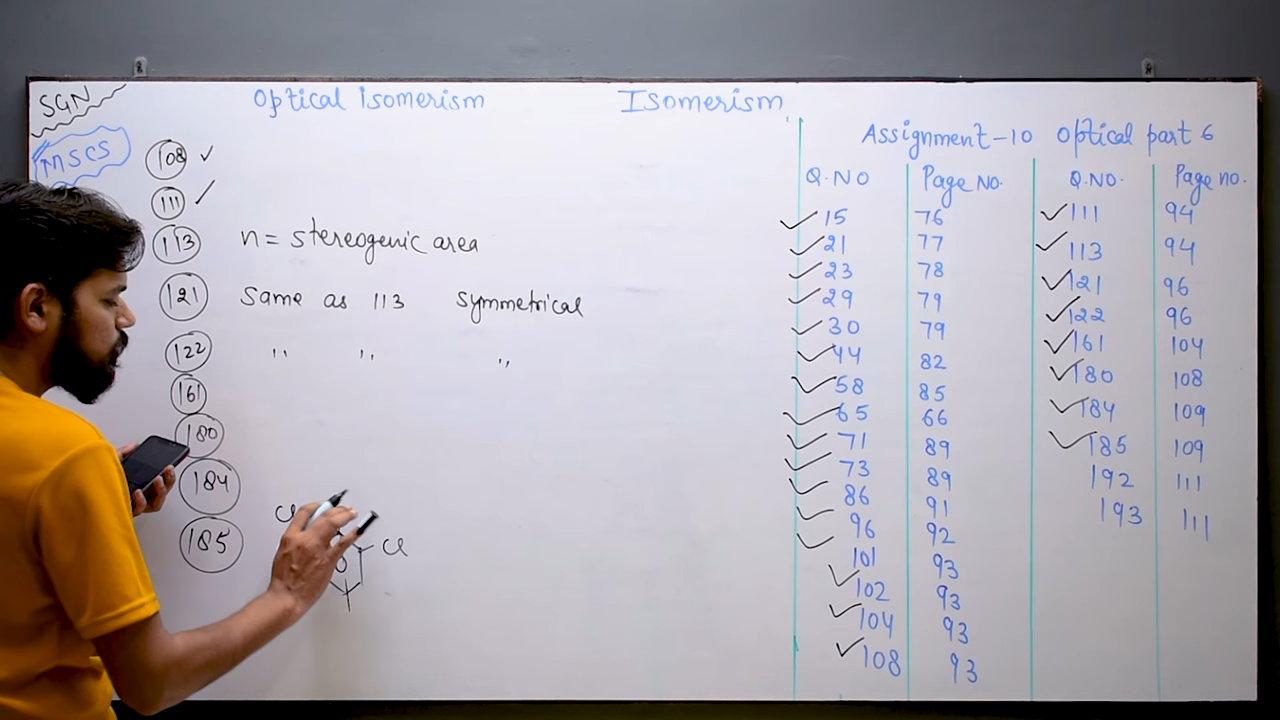 SGN
MSCS
Optical Isomerism
Isomerism
108 ✓
111 ✓
113 n = stereogenic area
121 Same as 113 symmetrical
122 " " "
161
180
184
185
Cl
Cl
Assignment-10 Optical part 6
Q.NO Page No. Q.NO. Page no.
✓ 15 76 ✓ 111 94
✓ 21 77 ✓ 113 94
✓ 23 78 ✓ 121 96
✓ 29 79 ✓ 122 96
✓ 30 79 ✓ 161 104
✓ 44 82 ✓ 180 108
✓ 58 85 ✓ 184 109
✓ 65 66 ✓ 185 109
✓ 71 89 192 111
✓ 73 89 193 111
✓ 86 91
✓ 96 92
✓ 101 93
✓ 102 93
✓ 104 93
✓ 108 93